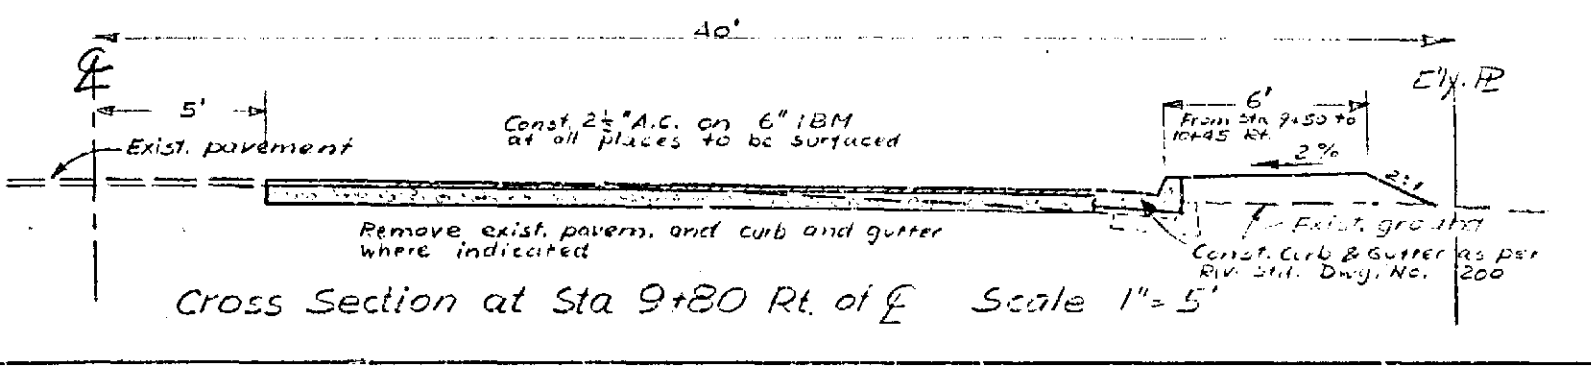 40'
℄
E'ly. PL
5'
6'
Const. 2½" A.C. on 6" IBM
at all places to be surfaced
From Sta 9+50 to
10+45 Rt.
Exist. pavement
2%
2:1
Remove exist. pavem. and curb and gutter
where indicated
Exist. ground
Const. Curb & Gutter as per
Riv. Std. Dwg. No. 200
Cross Section at Sta 9+80 Rt. of ℄ Scale 1"=5'